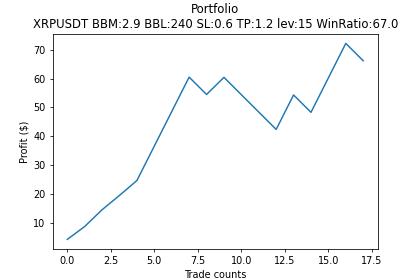 Portfolio
XRPUSDT BBM:2.9 BBL:240 SL:0.6 TP:1.2 lev:15 WinRatio:67.0
70
60
50
40
30
20
10
Profit ($)
0.0 2.5 5.0 7.5 10.0 12.5 15.0 17.5
Trade counts